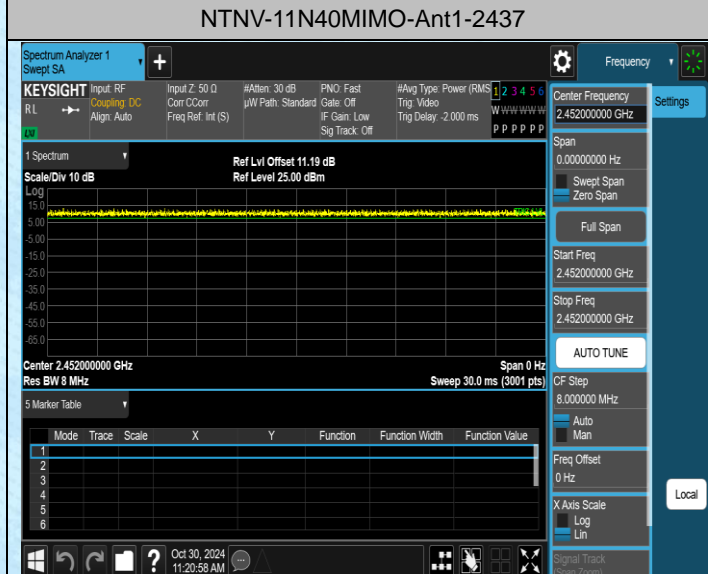 NTNV-11N40MIMO-Ant1-2437
Spectrum Analyzer 1
Swept SA
+
Frequency
KEYSIGHT
RL
LXI
Input: RF
Coupling: DC
Align: Auto
Input Z: 50 Ω
Corr CCorr
Freq Ref: Int (S)
#Atten: 30 dB
µW Path: Standard
PNO: Fast
Gate: Off
IF Gain: Low
Sig Track: Off
#Avg Type: Power (RMS
Trig: Video
Trig Delay: -2.000 ms
1 2 3 4 5 6
W W W W W W
P P P P P P
Center Frequency
2.452000000 GHz
Settings
Span
0.00000000 Hz
Swept Span
Zero Span
Full Span
Start Freq
2.452000000 GHz
Stop Freq
2.452000000 GHz
AUTO TUNE
CF Step
8.000000 MHz
Auto
Man
Freq Offset
0 Hz
X Axis Scale
Log
Lin
Signal Track
(Span Zoom)
Local
1 Spectrum
Scale/Div 10 dB
Ref Lvl Offset 11.19 dB
Ref Level 25.00 dBm
Log
15.0
5.00
-5.00
-15.0
-25.0
-35.0
-45.0
-55.0
-65.0
Center 2.452000000 GHz
Span 0 Hz
Res BW 8 MHz
Sweep 30.0 ms (3001 pts)
5 Marker Table
Mode Trace Scale X Y Function Function Width Function Value
1
2
3
4
5
6
?
Oct 30, 2024
11:20:58 AM